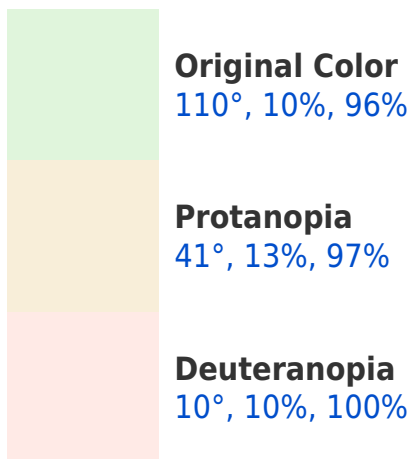 Original Color
110°, 10%, 96%
Protanopia
41°, 13%, 97%
Deuteranopia
10°, 10%, 100%